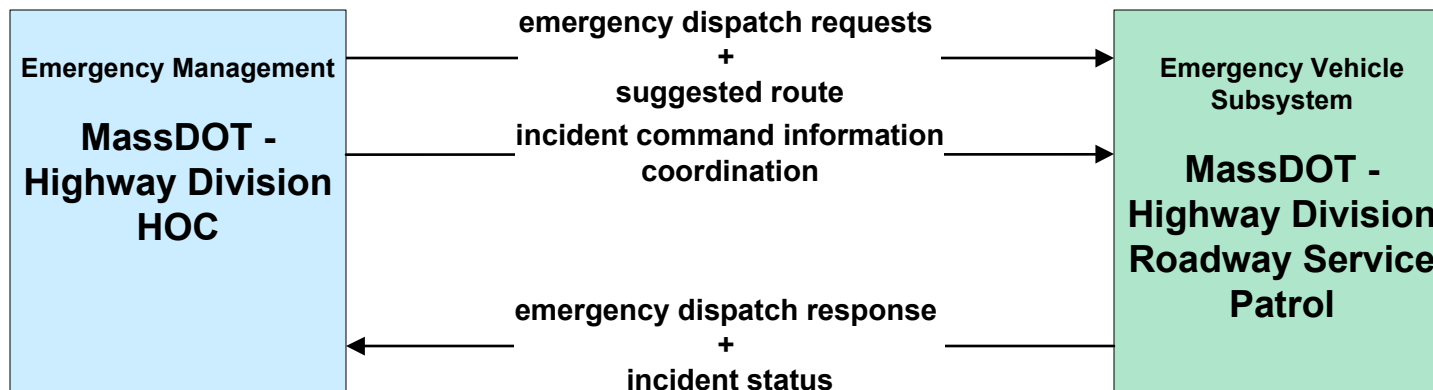 Emergency Management
MassDOT -
Highway Division
HOC
emergency dispatch requests
+
suggested route
incident command information
coordination
emergency dispatch response
+
incident status
Emergency Vehicle
Subsystem
MassDOT -
Highway Division
Roadway Service
Patrol